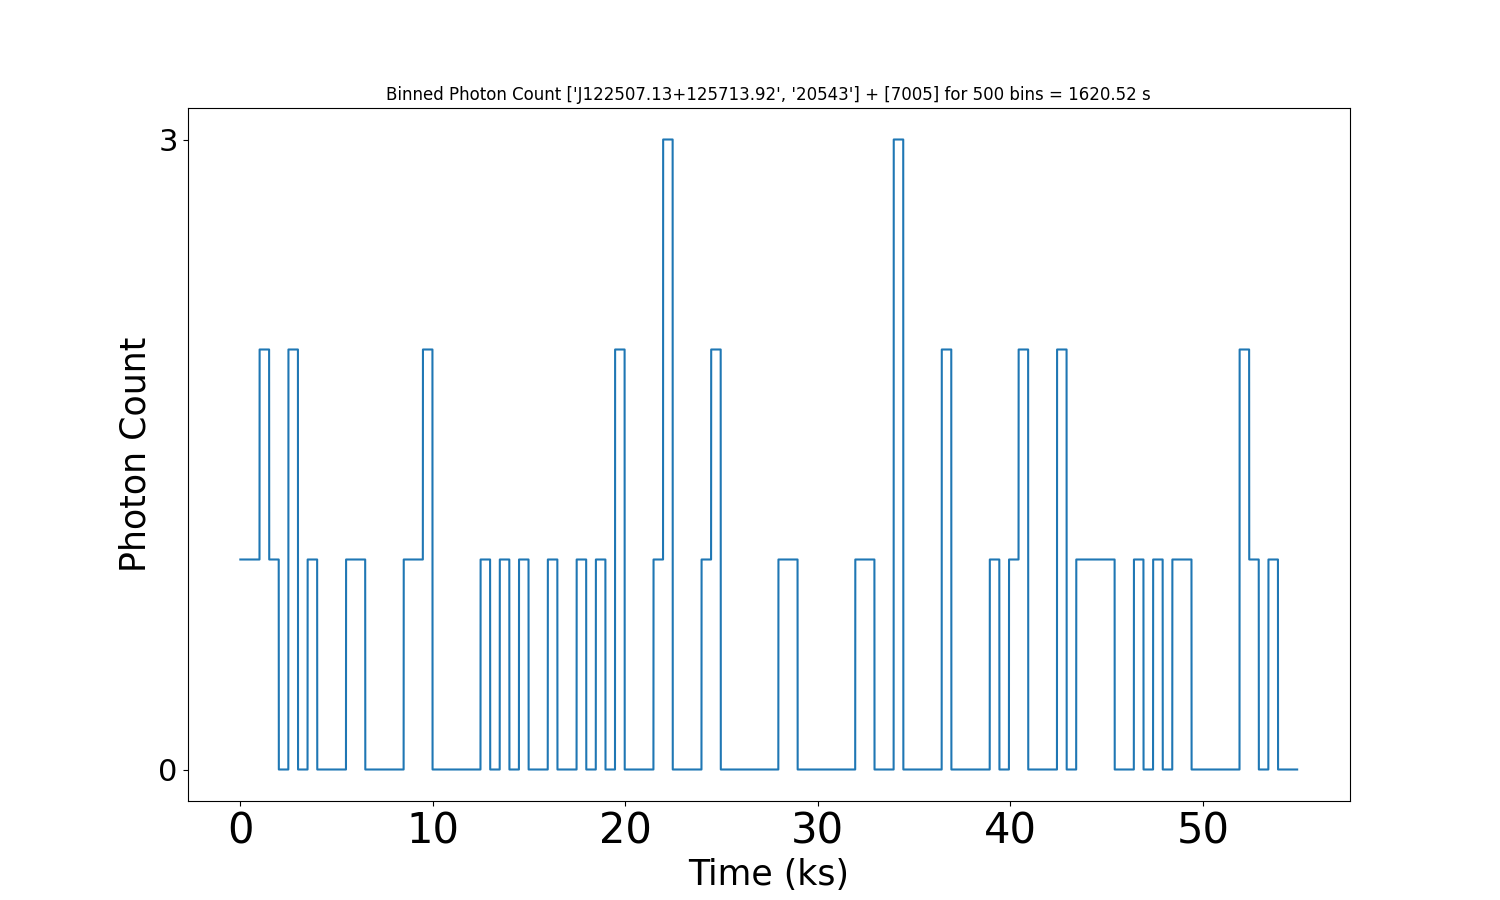 Binned Photon Count ['J122507.13+125713.92', '20543'] + [7005] for 500 bins = 1620.52 s
3
Photon Count
0
0 10 20 30 40 50
Time (ks)